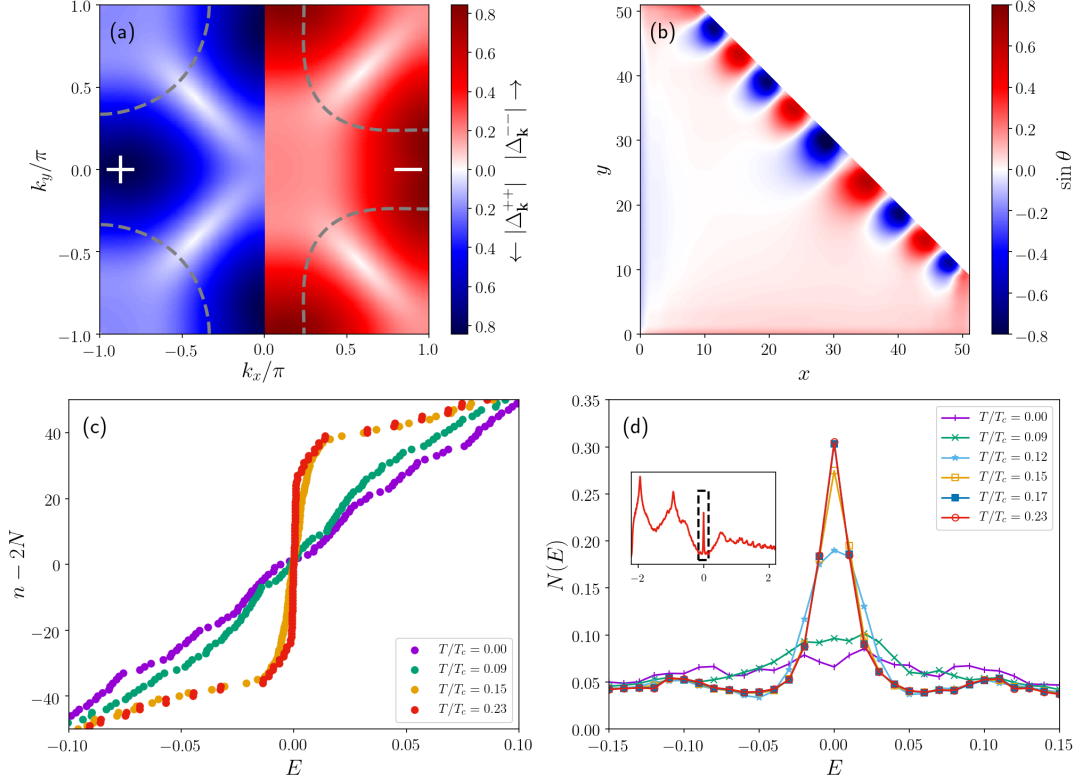 (a)
1.0
0.5
0.0
−0.5
−1.0
k_y/π
+
−
−1.0 −0.5 0.0 0.5 1.0
k_x/π
0.8
0.6
0.4
0.2
0.0
0.2
0.4
0.6
0.8
← |Δ_k^{++}| |Δ_k^{−−}| →
(b)
50
40
30
20
10
0
y
0 10 20 30 40 50
x
0.8
0.6
0.4
0.2
0.0
−0.2
−0.4
−0.6
−0.8
sin θ
(c)
40
20
0
−20
−40
n − 2N
T/T_c = 0.00
T/T_c = 0.09
T/T_c = 0.15
T/T_c = 0.23
−0.10 −0.05 0.00 0.05 0.10
E
(d)
0.35
0.30
0.25
0.20
0.15
0.10
0.05
0.00
N(E)
T/T_c = 0.00
T/T_c = 0.09
T/T_c = 0.12
T/T_c = 0.15
T/T_c = 0.17
T/T_c = 0.23
−2 0 2
−0.15 −0.10 −0.05 0.00 0.05 0.10 0.15
E